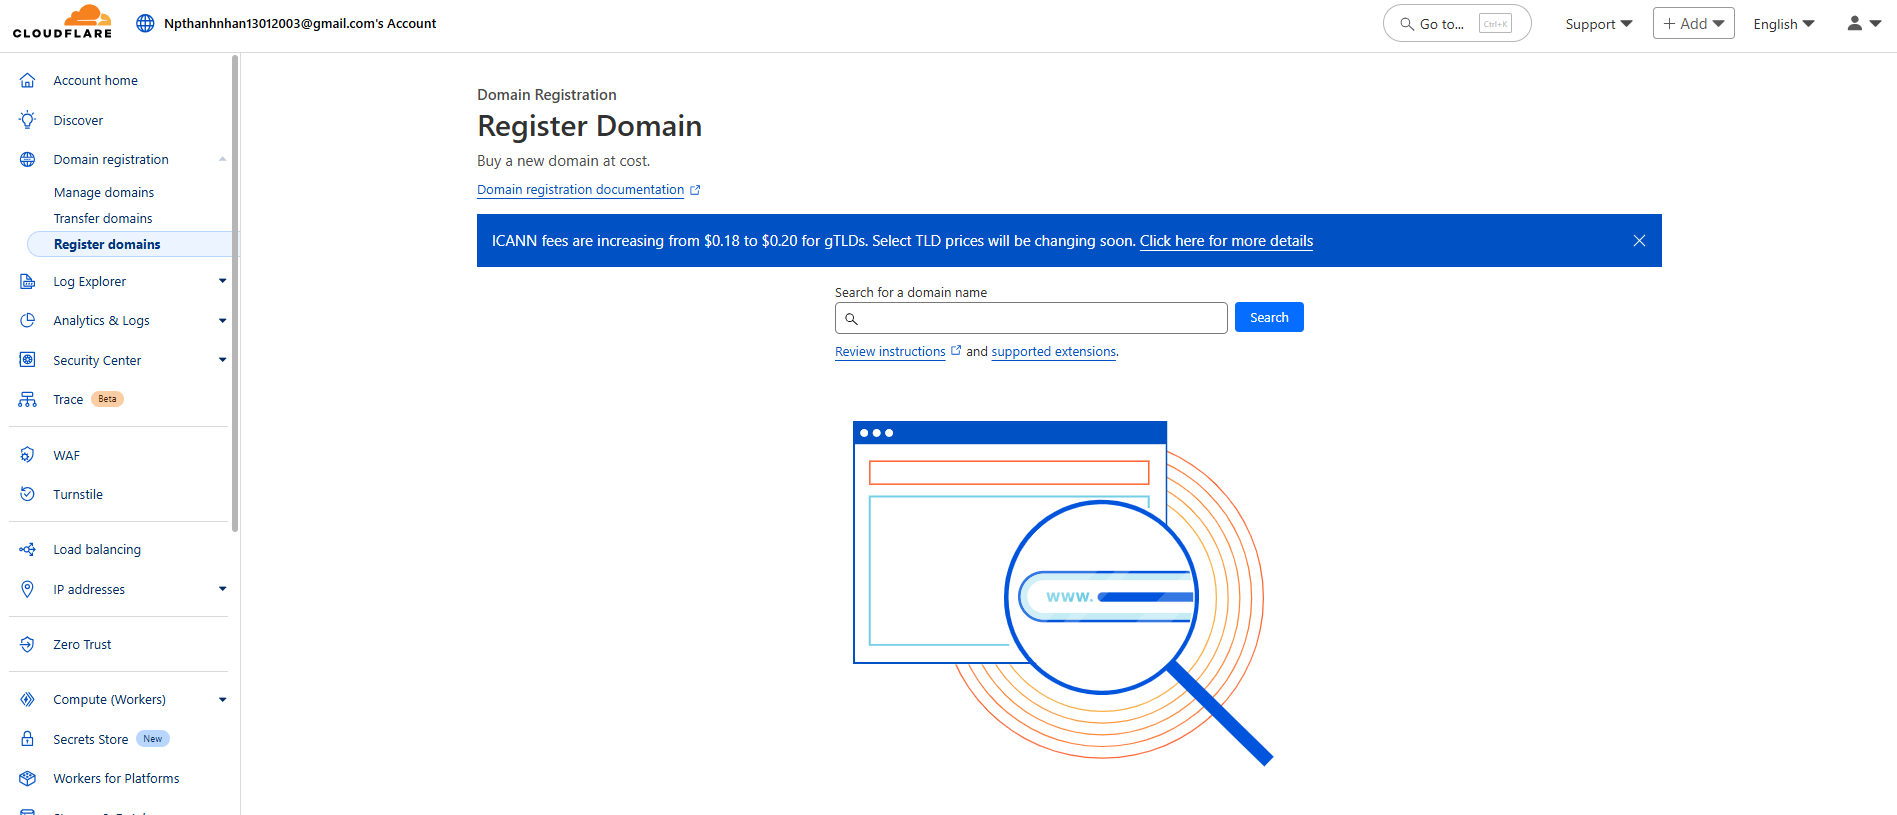 CLOUDFLARE
Npthanhnhan13012003@gmail.com's Account
Go to... Ctrl+K
Support
+ Add
English
Account home
Discover
Domain registration
Manage domains
Transfer domains
Register domains
Log Explorer
Analytics & Logs
Security Center
Trace Beta
WAF
Turnstile
Load balancing
IP addresses
Zero Trust
Compute (Workers)
Secrets Store New
Workers for Platforms
Domain Registration
Register Domain
Buy a new domain at cost.
Domain registration documentation
ICANN fees are increasing from $0.18 to $0.20 for gTLDs. Select TLD prices will be changing soon. Click here for more details
Search for a domain name
Search
Review instructions and supported extensions.
www.